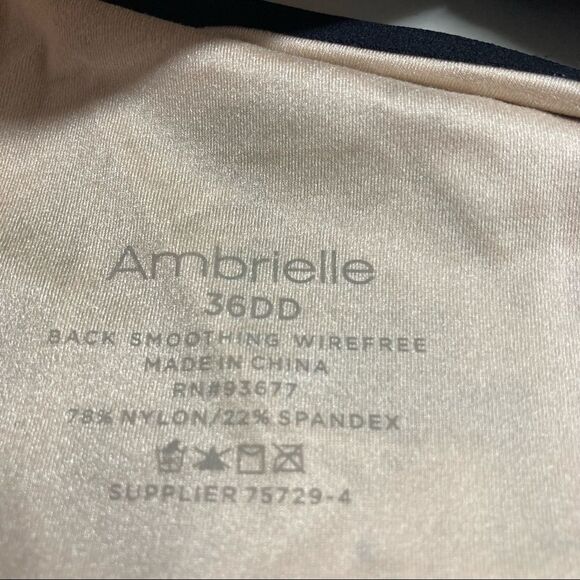 Ambrielle
36DD
BACK SMOOTHING WIREFREE
MADE IN CHINA
RN#93677
78% NYLON/22% SPANDEX
SUPPLIER 75729-4